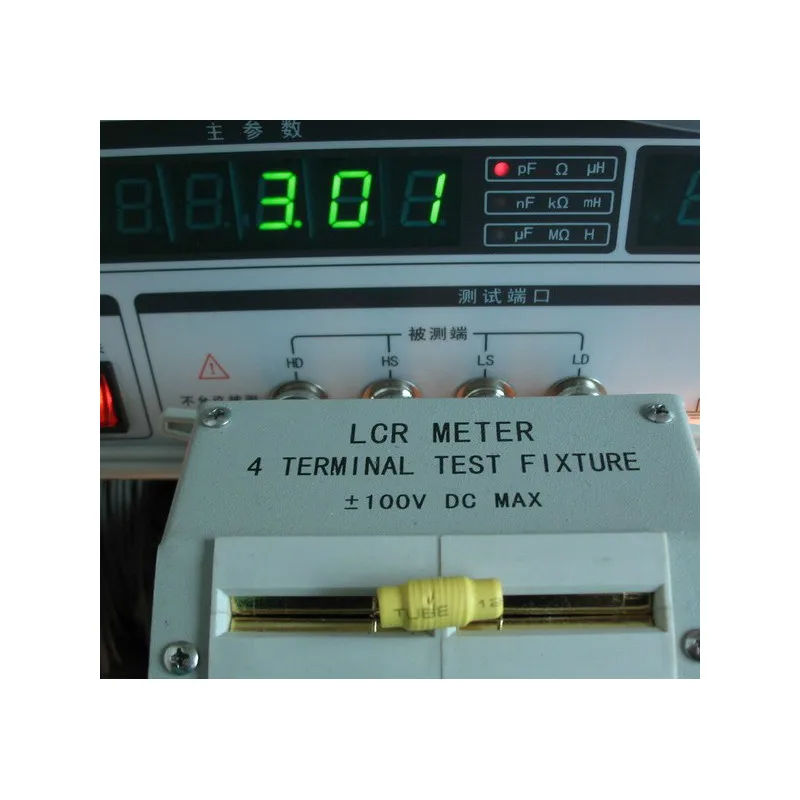 主参数
3.01
pF Ω μH
nF kΩ mH
μF MΩ H
测试端口
被测端
HD HS LS LD
LCR METER
4 TERMINAL TEST FIXTURE
±100V DC MAX
TUBE